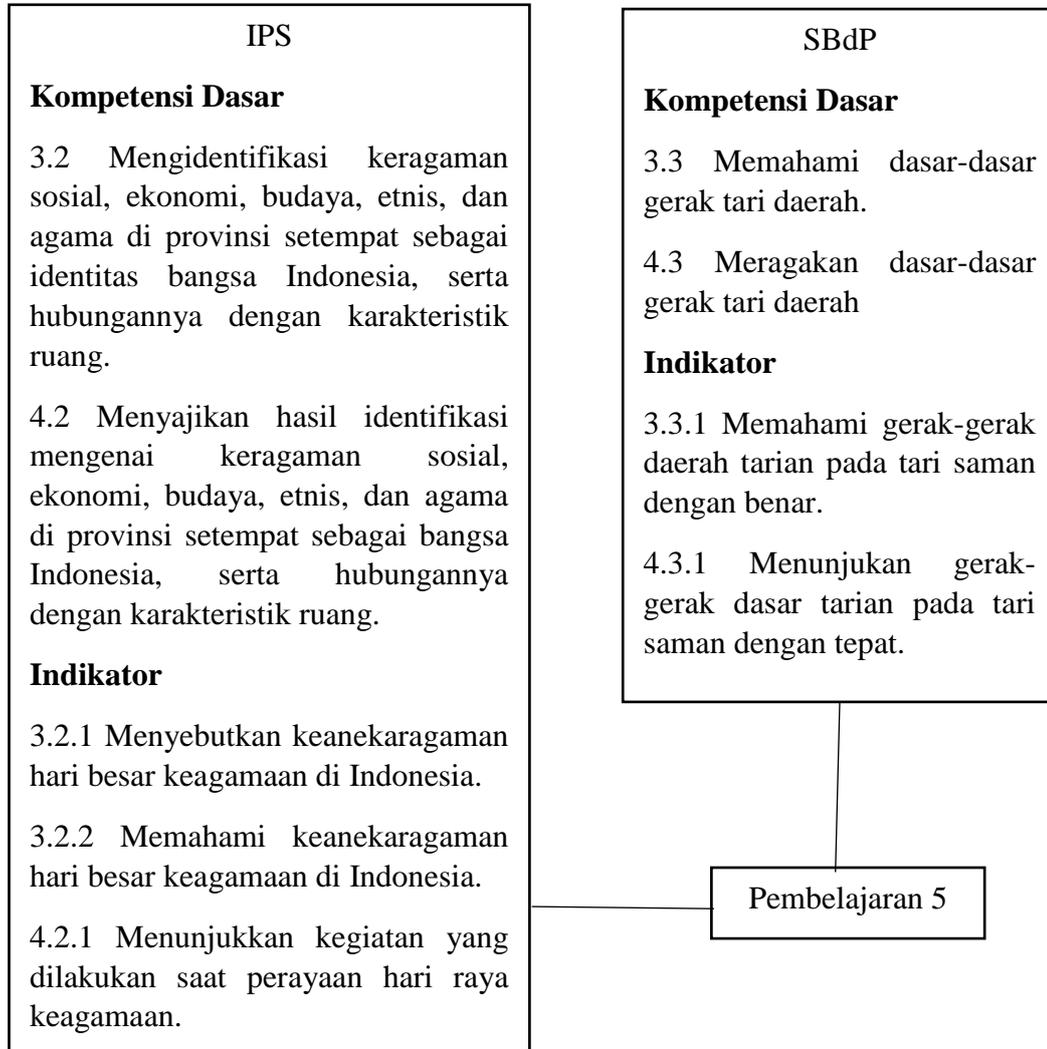 IPS
Kompetensi Dasar
3.2 Mengidentifikasi keragaman
sosial, ekonomi, budaya, etnis, dan
agama di provinsi setempat sebagai
identitas bangsa Indonesia, serta
hubungannya dengan karakteristik
ruang.
4.2 Menyajikan hasil identifikasi
mengenai keragaman sosial,
ekonomi, budaya, etnis, dan agama
di provinsi setempat sebagai bangsa
Indonesia, serta hubungannya
dengan karakteristik ruang.
Indikator
3.2.1 Menyebutkan keanekaragaman
hari besar keagamaan di Indonesia.
3.2.2 Memahami keanekaragaman
hari besar keagamaan di Indonesia.
4.2.1 Menunjukkan kegiatan yang
dilakukan saat perayaan hari raya
keagamaan.
SBdP
Kompetensi Dasar
3.3 Memahami dasar-dasar
gerak tari daerah.
4.3 Meragakan dasar-dasar
gerak tari daerah
Indikator
3.3.1 Memahami gerak-gerak
daerah tarian pada tari saman
dengan benar.
4.3.1 Menunjukan gerak-
gerak dasar tarian pada tari
saman dengan tepat.
Pembelajaran 5